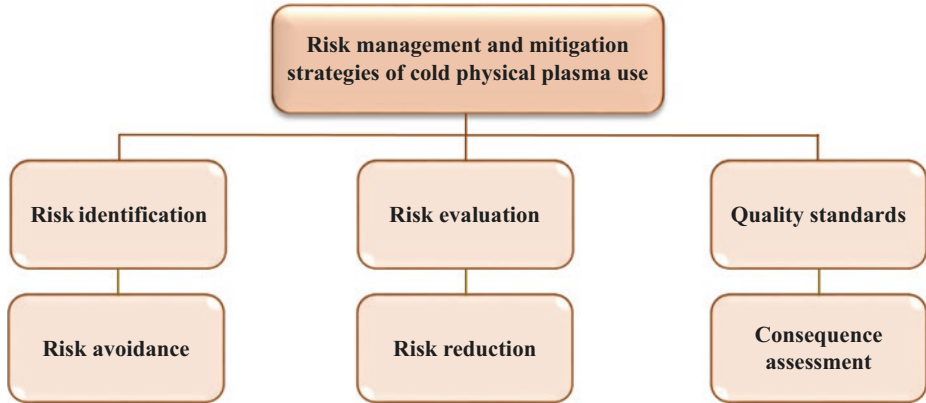 Risk management and mitigation
strategies of cold physical plasma use
Risk identification
Risk evaluation
Quality standards
Risk avoidance
Risk reduction
Consequence
assessment